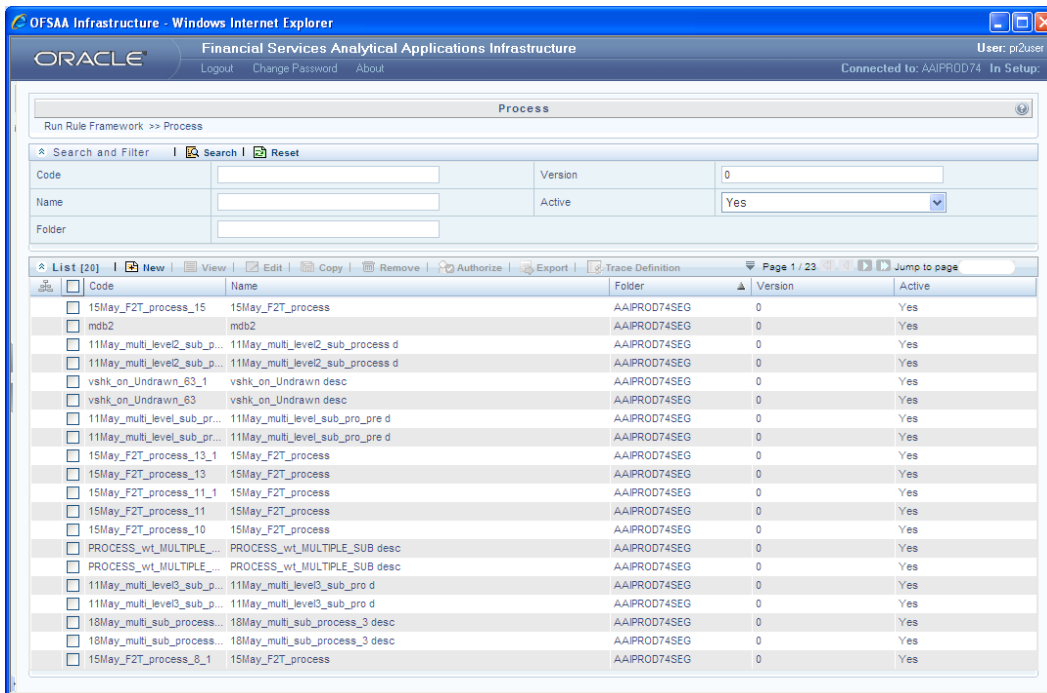 OFSAA Infrastructure - Windows Internet Explorer
ORACLE
Financial Services Analytical Applications Infrastructure
User: pr2user
Logout Change Password About
Connected to: AAIPROD74 In Setup:
Process
Run Rule Framework >> Process
Search and Filter | Search | Reset
Code Version 0
Name Active Yes
Folder
List [20] | New | View | Edit | Copy | Remove | Authorize | Export | Trace Definition Page 1 / 23 Jump to page
Code Name Folder Version Active
15May_F2T_process_15 15May_F2T_process AAIPROD74SEG 0 Yes
mdb2 mdb2 AAIPROD74SEG 0 Yes
11May_multi_level2_sub_p... 11May_multi_level2_sub_process d AAIPROD74SEG 0 Yes
11May_multi_level2_sub_p... 11May_multi_level2_sub_process d AAIPROD74SEG 0 Yes
vshk_on_Undrawn_63_1 vshk_on_Undrawn desc AAIPROD74SEG 0 Yes
vshk_on_Undrawn_63 vshk_on_Undrawn desc AAIPROD74SEG 0 Yes
11May_multi_level_sub_pr... 11May_multi_level_sub_pro_pre d AAIPROD74SEG 0 Yes
11May_multi_level_sub_pr... 11May_multi_level_sub_pro_pre d AAIPROD74SEG 0 Yes
15May_F2T_process_13_1 15May_F2T_process AAIPROD74SEG 0 Yes
15May_F2T_process_13 15May_F2T_process AAIPROD74SEG 0 Yes
15May_F2T_process_11_1 15May_F2T_process AAIPROD74SEG 0 Yes
15May_F2T_process_11 15May_F2T_process AAIPROD74SEG 0 Yes
15May_F2T_process_10 15May_F2T_process AAIPROD74SEG 0 Yes
PROCESS_wt_MULTIPLE_... PROCESS_wt_MULTIPLE_SUB desc AAIPROD74SEG 0 Yes
PROCESS_wt_MULTIPLE_... PROCESS_wt_MULTIPLE_SUB desc AAIPROD74SEG 0 Yes
11May_multi_level3_sub_p... 11May_multi_level3_sub_pro d AAIPROD74SEG 0 Yes
11May_multi_level3_sub_p... 11May_multi_level3_sub_pro d AAIPROD74SEG 0 Yes
18May_multi_sub_process... 18May_multi_sub_process_3 desc AAIPROD74SEG 0 Yes
18May_multi_sub_process... 18May_multi_sub_process_3 desc AAIPROD74SEG 0 Yes
15May_F2T_process_8_1 15May_F2T_process AAIPROD74SEG 0 Yes